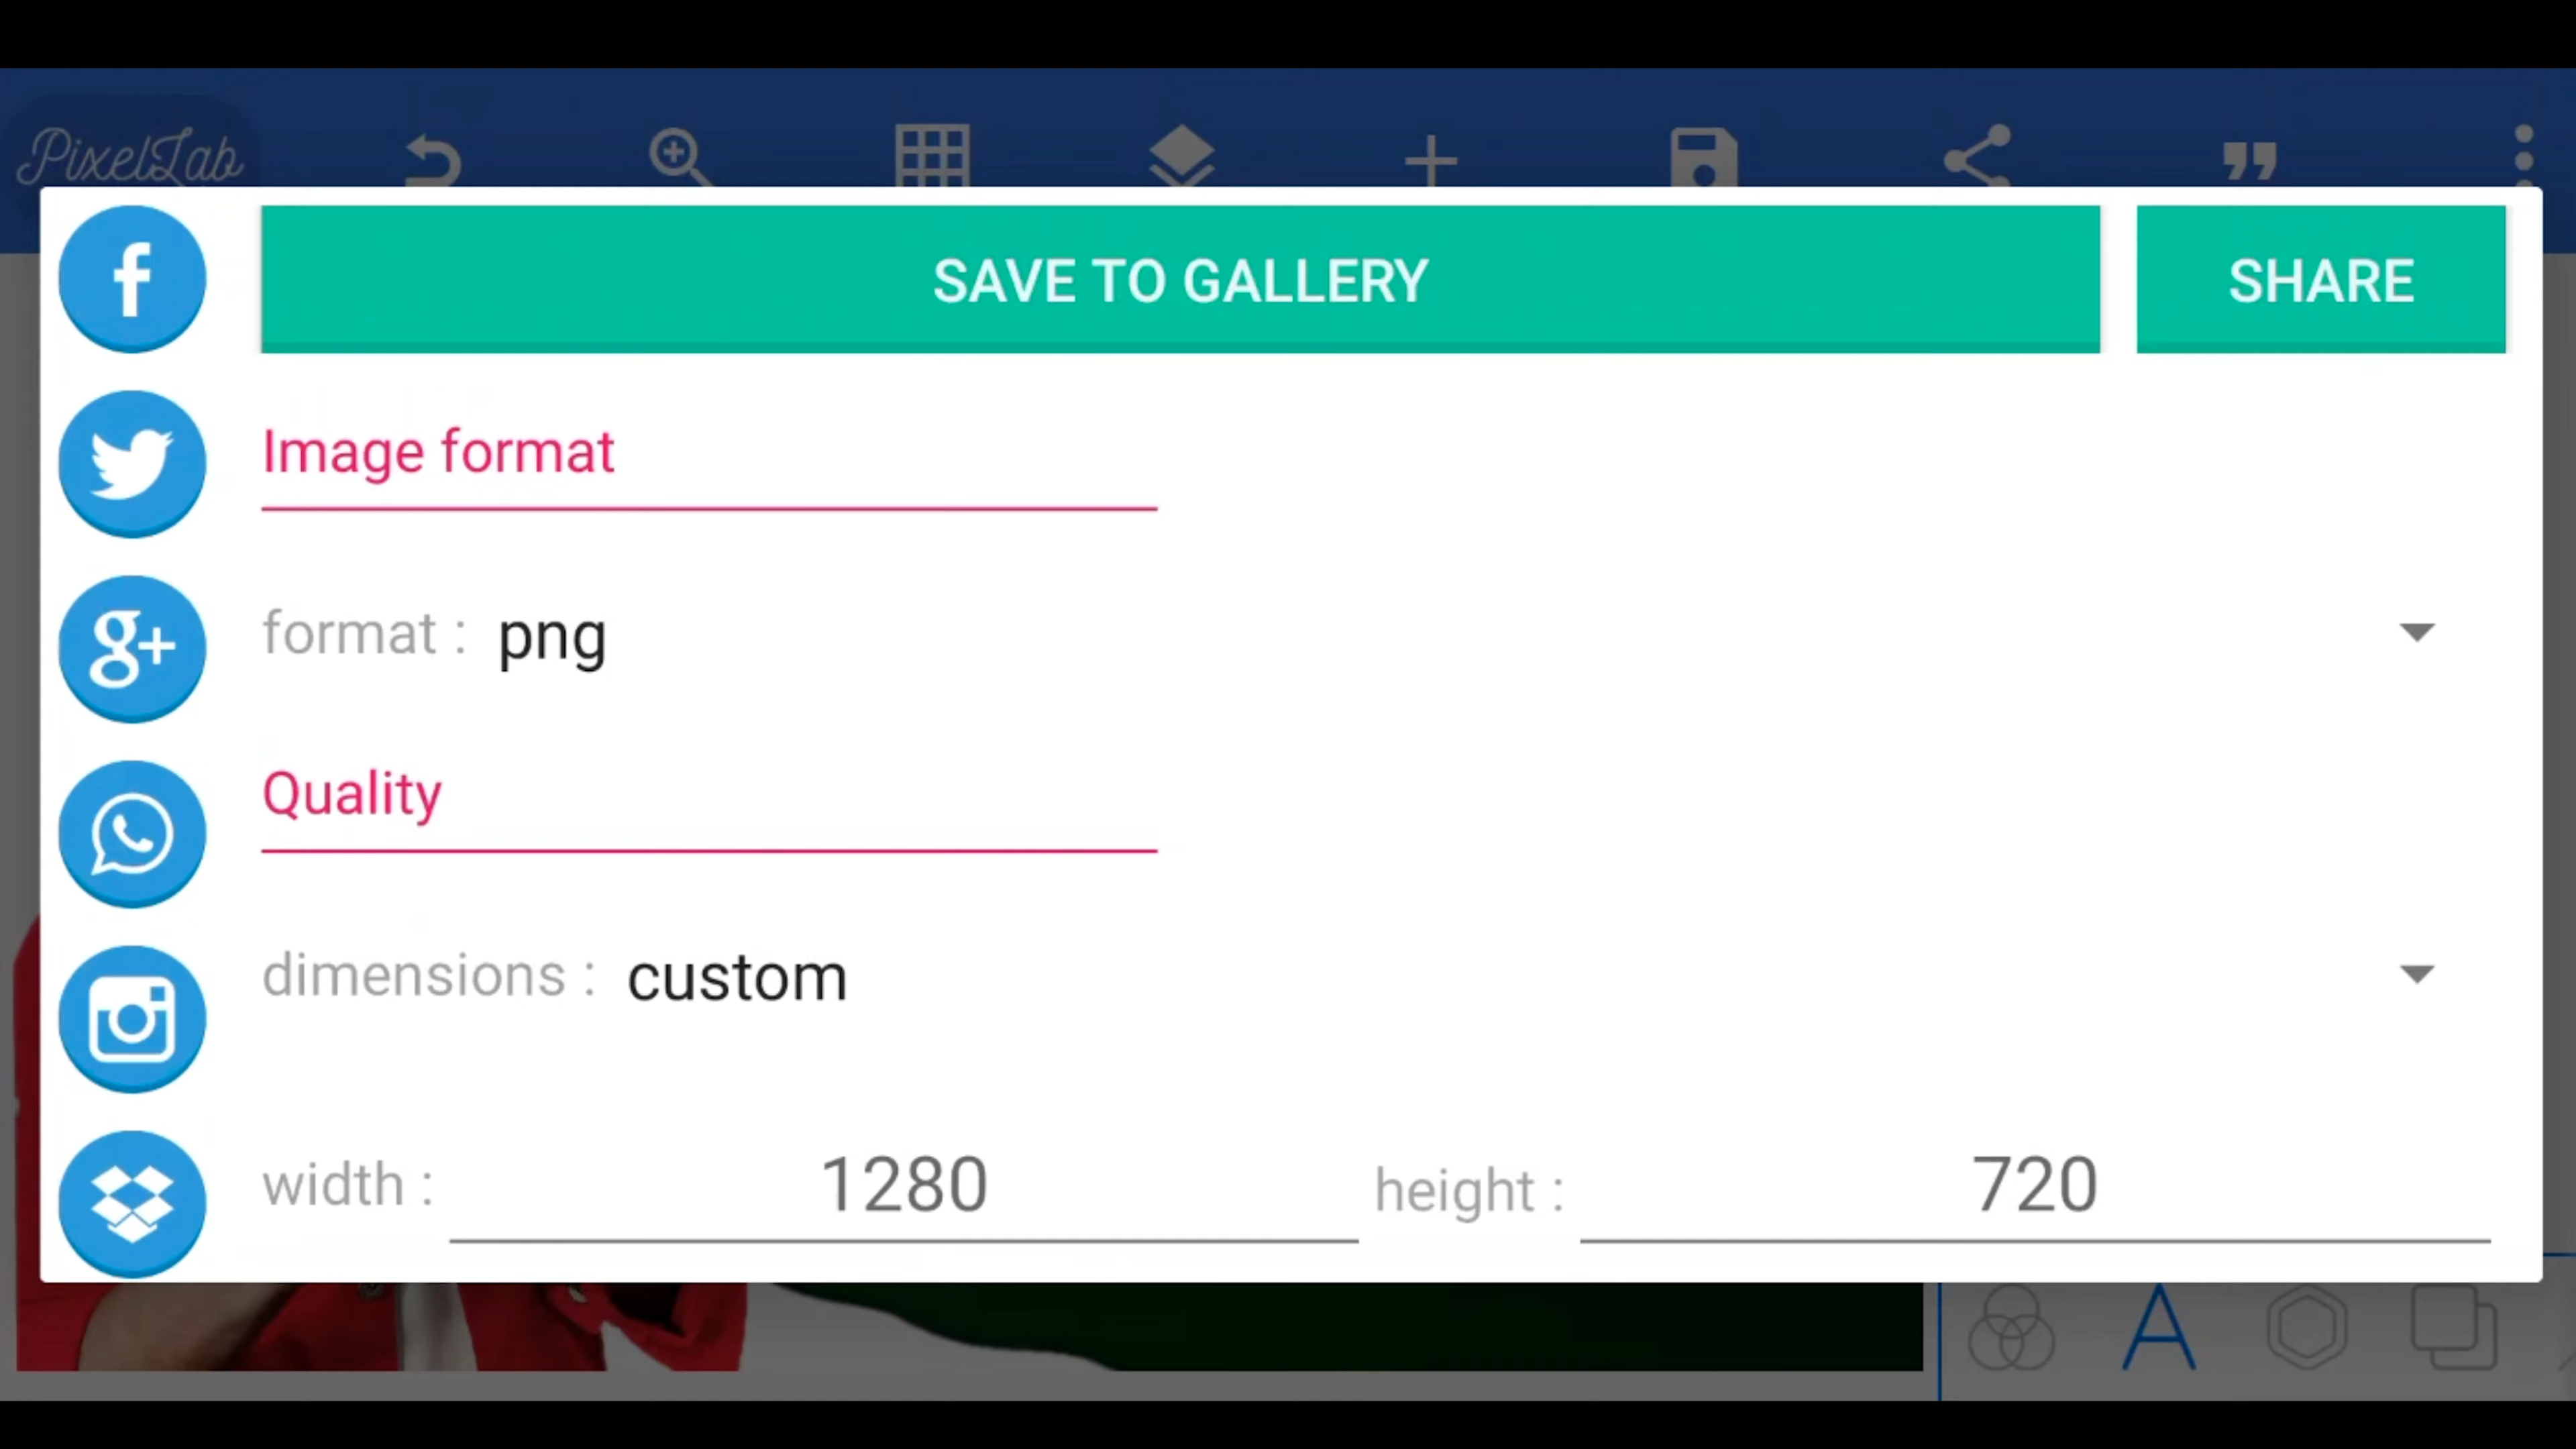 PixelLab
SAVE TO GALLERY
SHARE
Image format
format : png
Quality
dimensions : custom
width : 1280 height : 720